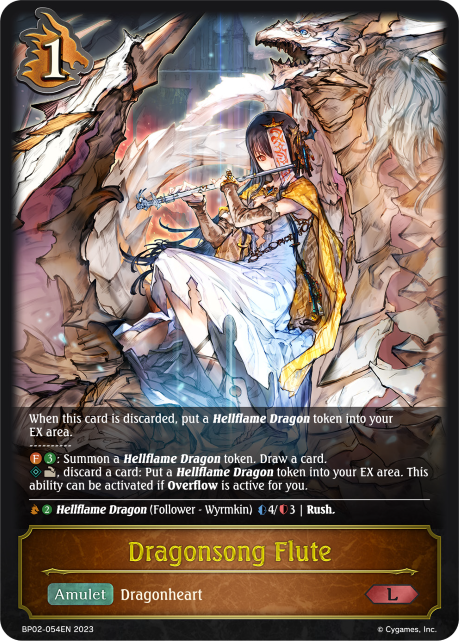 1
When this card is discarded, put a Hellflame Dragon token into your
EX area.
----------
F 3: Summon a Hellflame Dragon token. Draw a card.
, discard a card: Put a Hellflame Dragon token into your EX area. This
ability can be activated if Overflow is active for you.
2 Hellflame Dragon (Follower - Wyrmkin) 4/ 3 | Rush.
Dragonsong Flute
Amulet Dragonheart
L
BP02-054EN 2023 © Cygames, Inc.